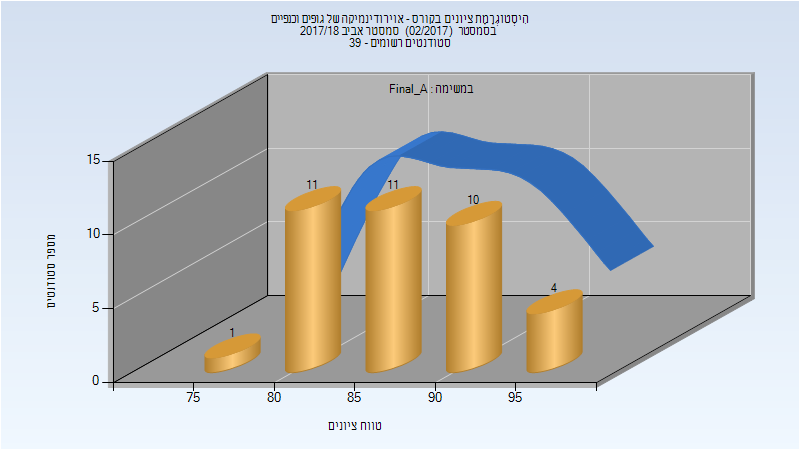 היסטוגרמת ציונים בקורס - אוירודינמיקה של גופים וכנפיים
בסמסטר (02/2017) סמסטר אביב 2017/18
סטודנטים רשומים - 39
במשימה : Final_A
מספר סטודנטים
15
10
5
0
1
11
11
10
4
75
80
85
90
95
טווח ציונים